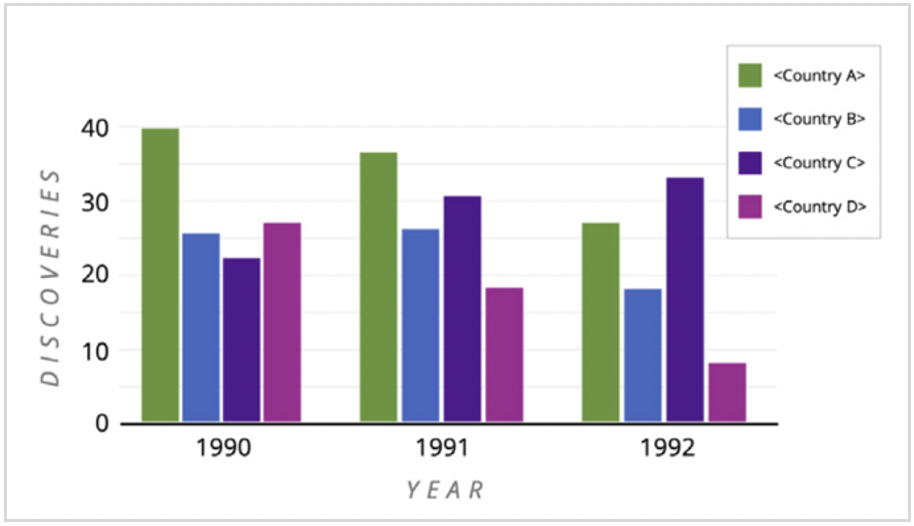 <Country A>
<Country B>
<Country C>
<Country D>
40
30
20
10
0
DISCOVERIES
1990 1991 1992
YEAR